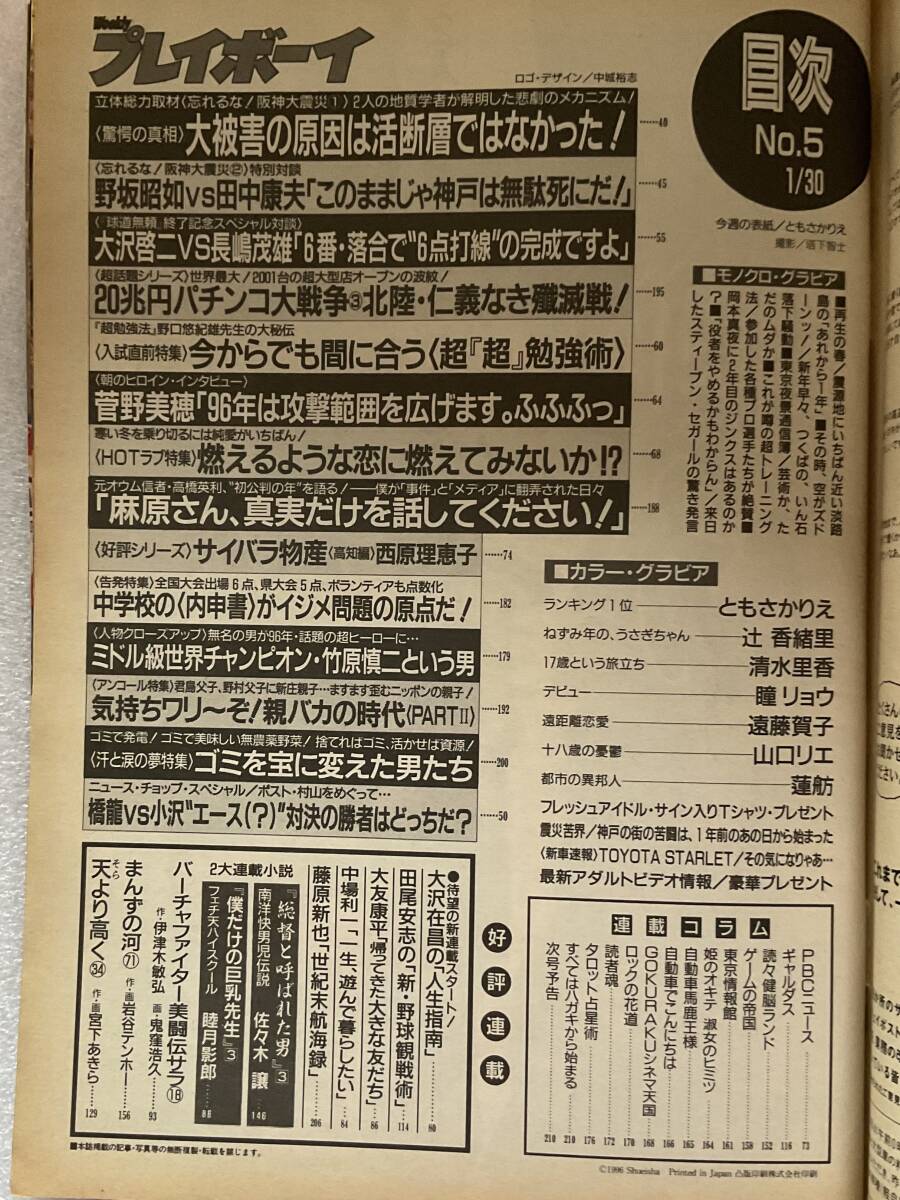 Weekly
プレイボーイ
ロゴ・デザイン／中城裕志
目次
No.5
1/30
今週の表紙／ともさかりえ
撮影／塔下智士
立体総力取材〈忘れるな！阪神大震災①〉2人の地質学者が解明した悲劇のメカニズム！
〈驚愕の真相〉大被害の原因は活断層ではなかった！……40
〈忘れるな！阪神大震災②〉特別対談
野坂昭如vs田中康夫「このままじゃ神戸は無駄死にだ！」……45
〈「球道無頼」終了記念スペシャル対談〉
大沢啓二VS長嶋茂雄「6番・落合で“6点打線”の完成ですよ」……55
〈超話題シリーズ〉世界最大！2001台の超大型店オープンの波紋！
20兆円パチンコ大戦争③北陸・仁義なき殲滅戦！……195
『超勉強法』野口悠紀雄先生の大秘伝
〈入試直前特集〉今からでも間に合う〈超『超』勉強術〉……60
〈朝のヒロイン・インタビュー〉
菅野美穂「96年は攻撃範囲を広げます。ふふふっ」……64
寒い冬を乗り切るには純愛がいちばん！
〈HOTラブ特集〉燃えるような恋に燃えてみないか!?……68
元オウム信者・高橋英利、“初公判の年”を語る！――僕が「事件」と「メディア」に翻弄された日々
「麻原さん、真実だけを話してください！」……188
〈好評シリーズ〉サイバラ物産〈高知編〉西原理恵子……74
〈告発特集〉全国大会出場6点、県大会5点、ボランティアも点数化
中学校の〈内申書〉がイジメ問題の原点だ！……182
〈人物クローズアップ〉無名の男が96年・話題の超ヒーローに…
ミドル級世界チャンピオン・竹原慎二という男……179
〈アンコール特集〉君島父子、野村父子に新庄親子…ますます歪むニッポンの親子！
気持ちワリ〜ぞ！親バカの時代〈PARTⅡ〉……192
ゴミで発電！ゴミで美味しい無農薬野菜！捨てればゴミ、活かせば資源！
〈汗と涙の夢特集〉ゴミを宝に変えた男たち……200
ニュース・チョップ・スペシャル／ポスト・村山をめぐって…
橋龍vs小沢“エース（？）”対決の勝者はどっちだ？……50
■モノクロ・グラビア
■再生の春／震源地にいちばん近い淡路
島の「あれから1年」■その時、空がズド
ーンッ！／新年早々、つくばの、いん石
落下騒動■東京夜景通信簿／芸術か、た
だのムダか■これが噂の超トレーニング
法／参加した各種プロ選手たちが絶賛■
岡本真夜に2年目のジンクスはあるのか
？■「役者をやめるかもわからん」／来日
したスティーブン・セガールの驚き発言
■カラー・グラビア
ランキング1位――ともさかりえ
ねずみ年の、うさぎちゃん――辻 香緒里
17歳という旅立ち――清水里香
デビュー――瞳 リョウ
遠距離恋愛――遠藤賀子
十八歳の憂鬱――山口リエ
都市の異邦人――蓮舫
フレッシュアイドル・サイン入りTシャツ・プレゼント
震災苦界／神戸の街の苦闘は、1年前のあの日から始まった
〈新車速報〉TOYOTA STARLET／その気になりゃあ…
最新アダルトビデオ情報／豪華プレゼント
連載コラム
PBCニュース……73
ギャルダス……116
読々健脳ランド……152
ゲームの帝国……158
東京情報館……161
姫のオキテ 淑女のヒミツ……164
自動車馬鹿王様……165
自動車でこんにちは……166
GOKURAKUシネマ天国……168
ロックの花道……170
読者魂……172
タロット占星術……176
すべてはハガキから始まる……210
次号予告……210
好評連載
●待望の新連載スタート！
大沢在昌の「人生指南」……80
田尾安志の「新・野球観戦術」……114
大友康平「帰ってきた大きな友だち」……86
中場利一「一生、遊んで暮らしたい」……84
藤原新也「世紀末航海録」……206
2大連載小説
『総督と呼ばれた男』③
南洋快男児伝説 佐々木 譲……146
『僕だけの巨乳先生』③
フェチ天ハイスクール 睦月影郎……88
バーチャファイター美闘伝サラ⑱
作・伊津木敏弘 画・鬼窪浩久……93
まんずの河㉛
作・画・岩谷テンホー……156
天より高く㉞
そら
作・画・宮下あきら……129
■本誌掲載の記事・写真等の無断複製・転載を禁じます。
©1996 Shueisha Printed in Japan 凸版印刷株式会社印刷